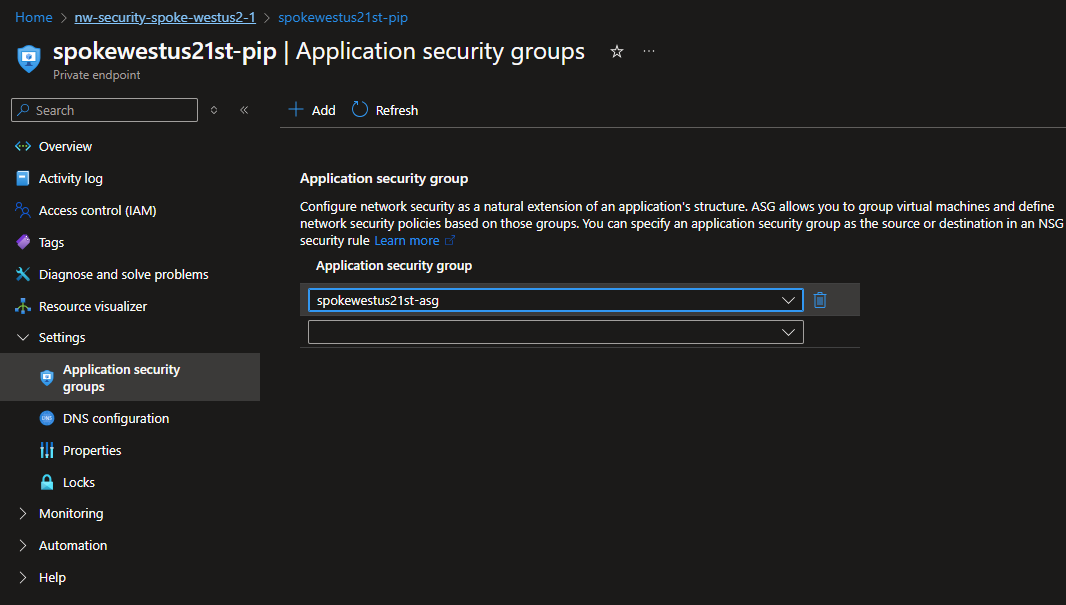 Home > nw-security-spoke-westus2-1 > spokewestus21st-pip
spokewestus21st-pip | Application security groups
Private endpoint
Search
Add Refresh
Overview
Activity log
Access control (IAM)
Tags
Diagnose and solve problems
Resource visualizer
Settings
Application security
groups
DNS configuration
Properties
Locks
Monitoring
Automation
Help
Application security group
Configure network security as a natural extension of an application's structure. ASG allows you to group virtual machines and define
network security policies based on those groups. You can specify an application security group as the source or destination in an NSG
security rule Learn more
Application security group
spokewestus21st-asg